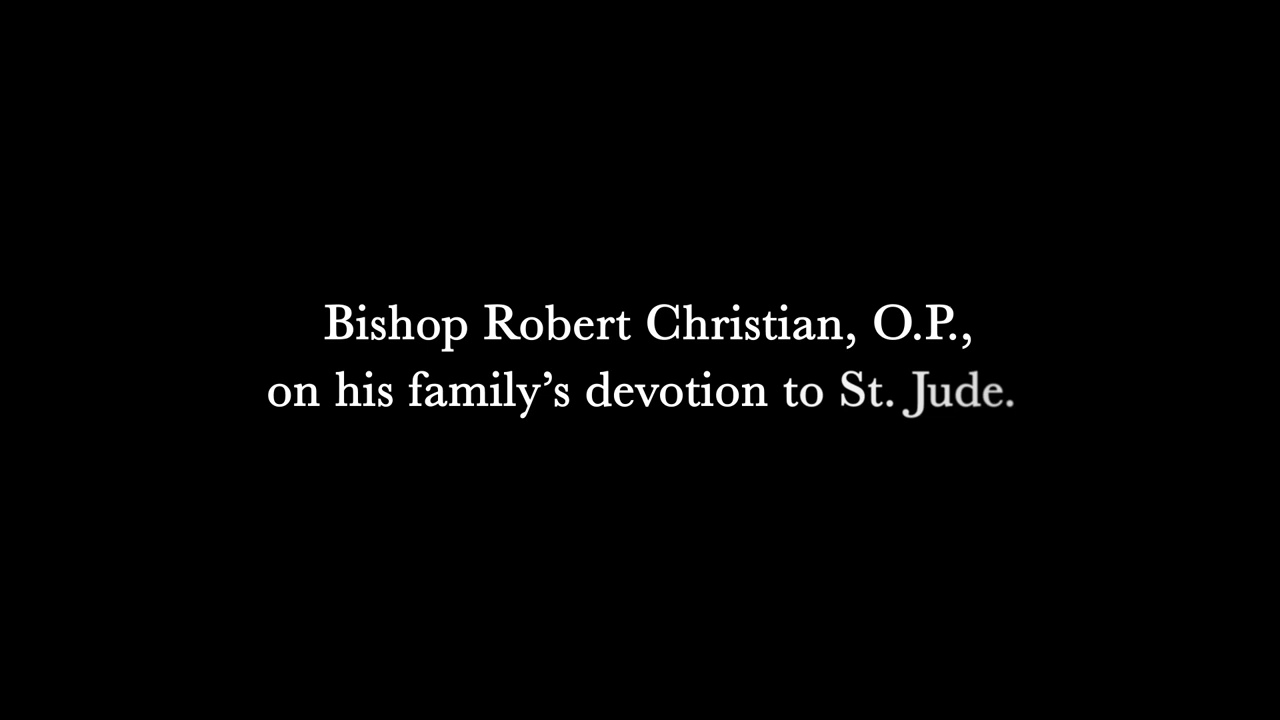 Bishop Robert Christian, O.P.,
on his family’s devotion to St. Jude.